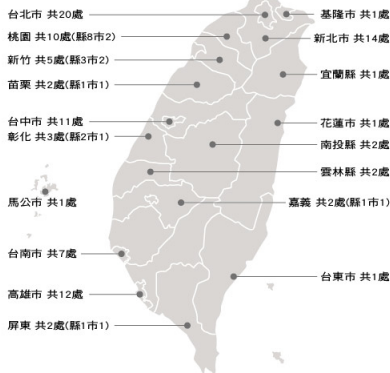 台北市 共20處
桃園 共10處(縣8市2)
新竹 共5處(縣3市2)
苗栗 共2處(縣1市1)
台中市 共11處
彰化 共3處(縣2市1)
馬公市 共1處
台南市 共7處
高雄市 共12處
屏東 共2處(縣1市1)
基隆市 共1處
新北市 共14處
宜蘭縣 共1處
花蓮市 共1處
南投縣 共2處
雲林縣 共2處
嘉義 共2處(縣1市1)
台東市 共1處